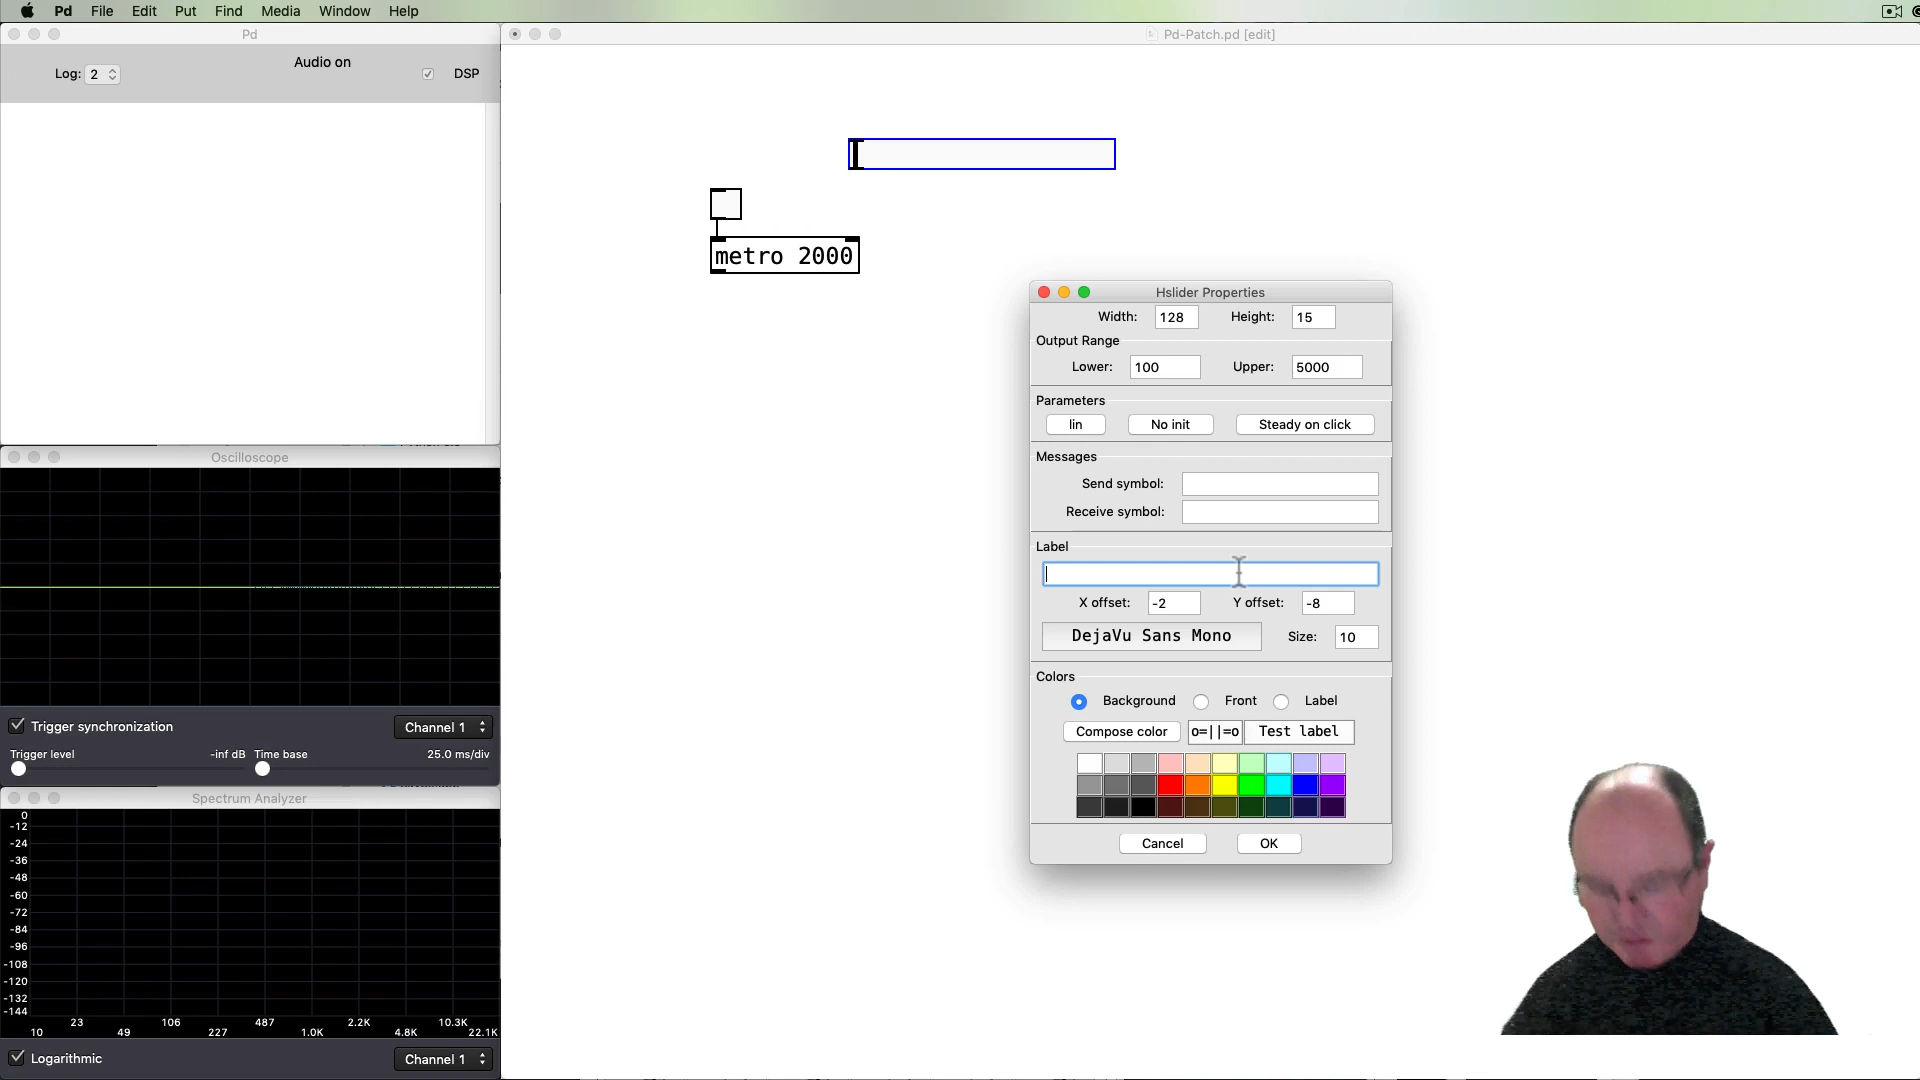 Pd File Edit Put Find Media Window Help
Pd
Audio on
Log: 2
DSP
Oscilloscope
Trigger synchronization
Channel 1
Trigger level
-inf dB
Time base
25.0 ms/div
Spectrum Analyzer
0
-12
-24
-36
-48
-60
-72
-84
-96
-108
-120
-132
-144
23 106 487 2.2K 10.3K
10 49 227 1.0K 4.8K 22.1K
Logarithmic
Channel 1
Pd-Patch.pd [edit]
metro 2000
Hslider Properties
Width: 128 Height: 15
Output Range
Lower: 100 Upper: 5000
Parameters
lin No init Steady on click
Messages
Send symbol:
Receive symbol:
Label
X offset: -2 Y offset: -8
DejaVu Sans Mono Size: 10
Colors
Background Front Label
Compose color o=||=o Test label
Cancel OK